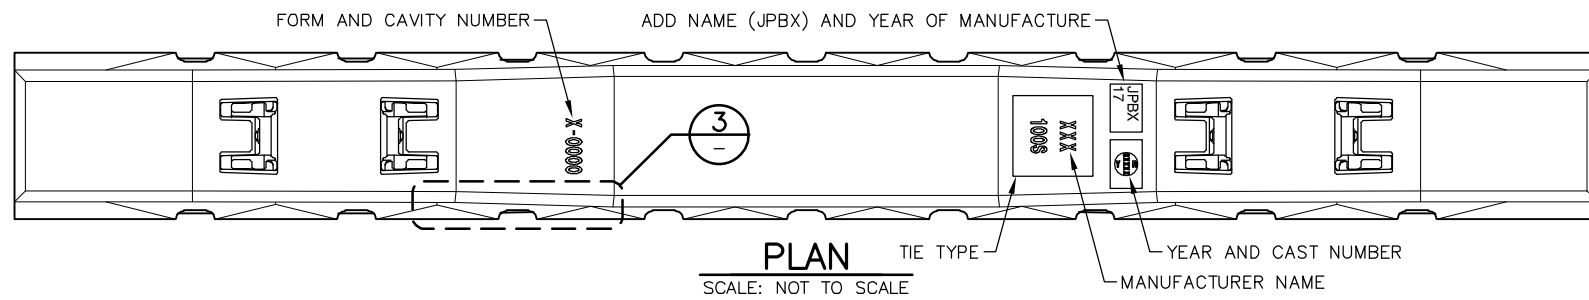 FORM AND CAVITY NUMBER
ADD NAME (JPBX) AND YEAR OF MANUFACTURE
JPBX
17
X-0000
3
-
XXX
100S
TIE TYPE
YEAR AND CAST NUMBER
MANUFACTURER NAME
PLAN
SCALE: NOT TO SCALE